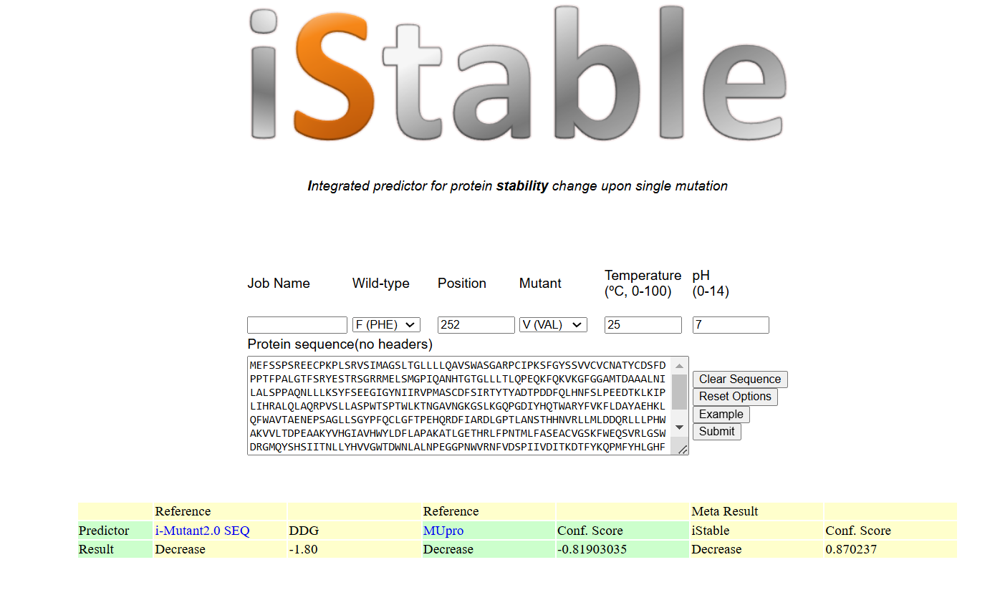 iStable
Integrated predictor for protein stability change upon single mutation
Job Name Wild-type Position Mutant Temperature (ºC, 0-100) pH (0-14)
F (PHE) 252 V (VAL) 25 7
Protein sequence(no headers)
MEFSSPSREECPKPLSRVSIMAGSLTGLLLLQAVSWASGARPCIPKSFGYSSVVCVCNATYCDSFD
PPTFPALGTFSRYESTRSGRRMELSMGPIQANHTGTGLLLTLQPEQKFQKVKGFGGAMTDAAALNI
LALSPPAQNLLLKSYFSEEGIGYNIIRVPMASCDFSIRTYTYADTPDDFQLHNFSLPEEDTKLKIP
LIHRALQLAQRPVSLLASPWTSPTWLKTNGAVNGKGSLKGQPGDIYHQTWARYFVKFLDAYAEHKL
QFWAVTAENEPSAGLLSGYPFQCLGFTPEHQRDFIARDLGPTLANSTHHNVRLLMLDDQRLLLPHW
AKVVLTDPEAAKYVHGIAVHWYLDFLAPAKATLGETHRLFPNTMLFASEACVGSKFWEQSVRLGSW
DRGMQYSHSIITNLLYHVVGWTDWNLALNPEGGPNWVRNFVDSPIIVDITKDTFYKQPMFYHLGHF
Clear Sequence
Reset Options
Example
Submit
Reference Reference Meta Result
Predictor i-Mutant2.0 SEQ DDG MUpro Conf. Score iStable Conf. Score
Result Decrease -1.80 Decrease -0.81903035 Decrease 0.870237